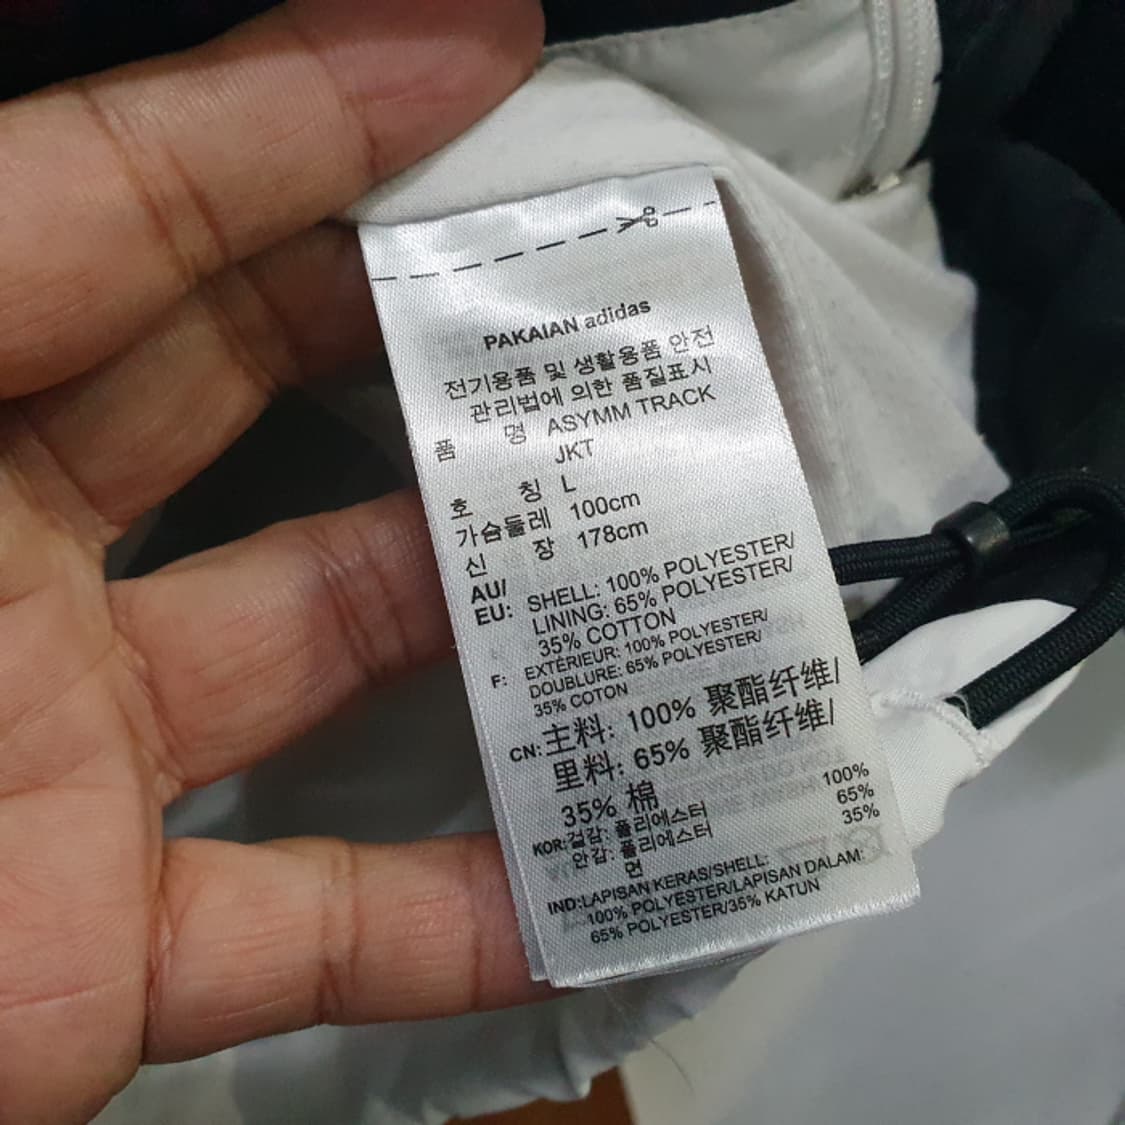 PAKAIAN adidas
전기용품 및 생활용품 안전
관리법에 의한 품질표시
품 명 ASYMM TRACK
JKT
호 칭 L
가슴둘레 100cm
신 장 178cm
AU/
EU: SHELL: 100% POLYESTER/
LINING: 65% POLYESTER/
35% COTTON
F: EXTÉRIEUR: 100% POLYESTER/
DOUBLURE: 65% POLYESTER/
35% COTON
CN: 主料: 100% 聚酯纤维/
里料: 65% 聚酯纤维/
35% 棉
KOR: 겉감: 폴리에스터 100%
안감: 폴리에스터 65%
면 35%
IND:LAPISAN KERAS/SHELL:
100% POLYESTER/LAPISAN DALAM:
65% POLYESTER/35% KATUN